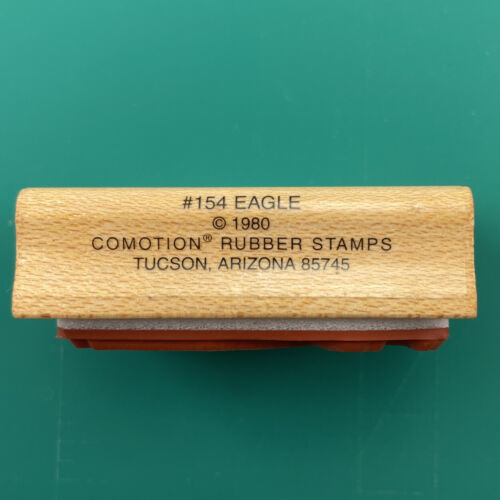 #154 EAGLE
© 1980
COMOTION® RUBBER STAMPS
TUCSON, ARIZONA 85745